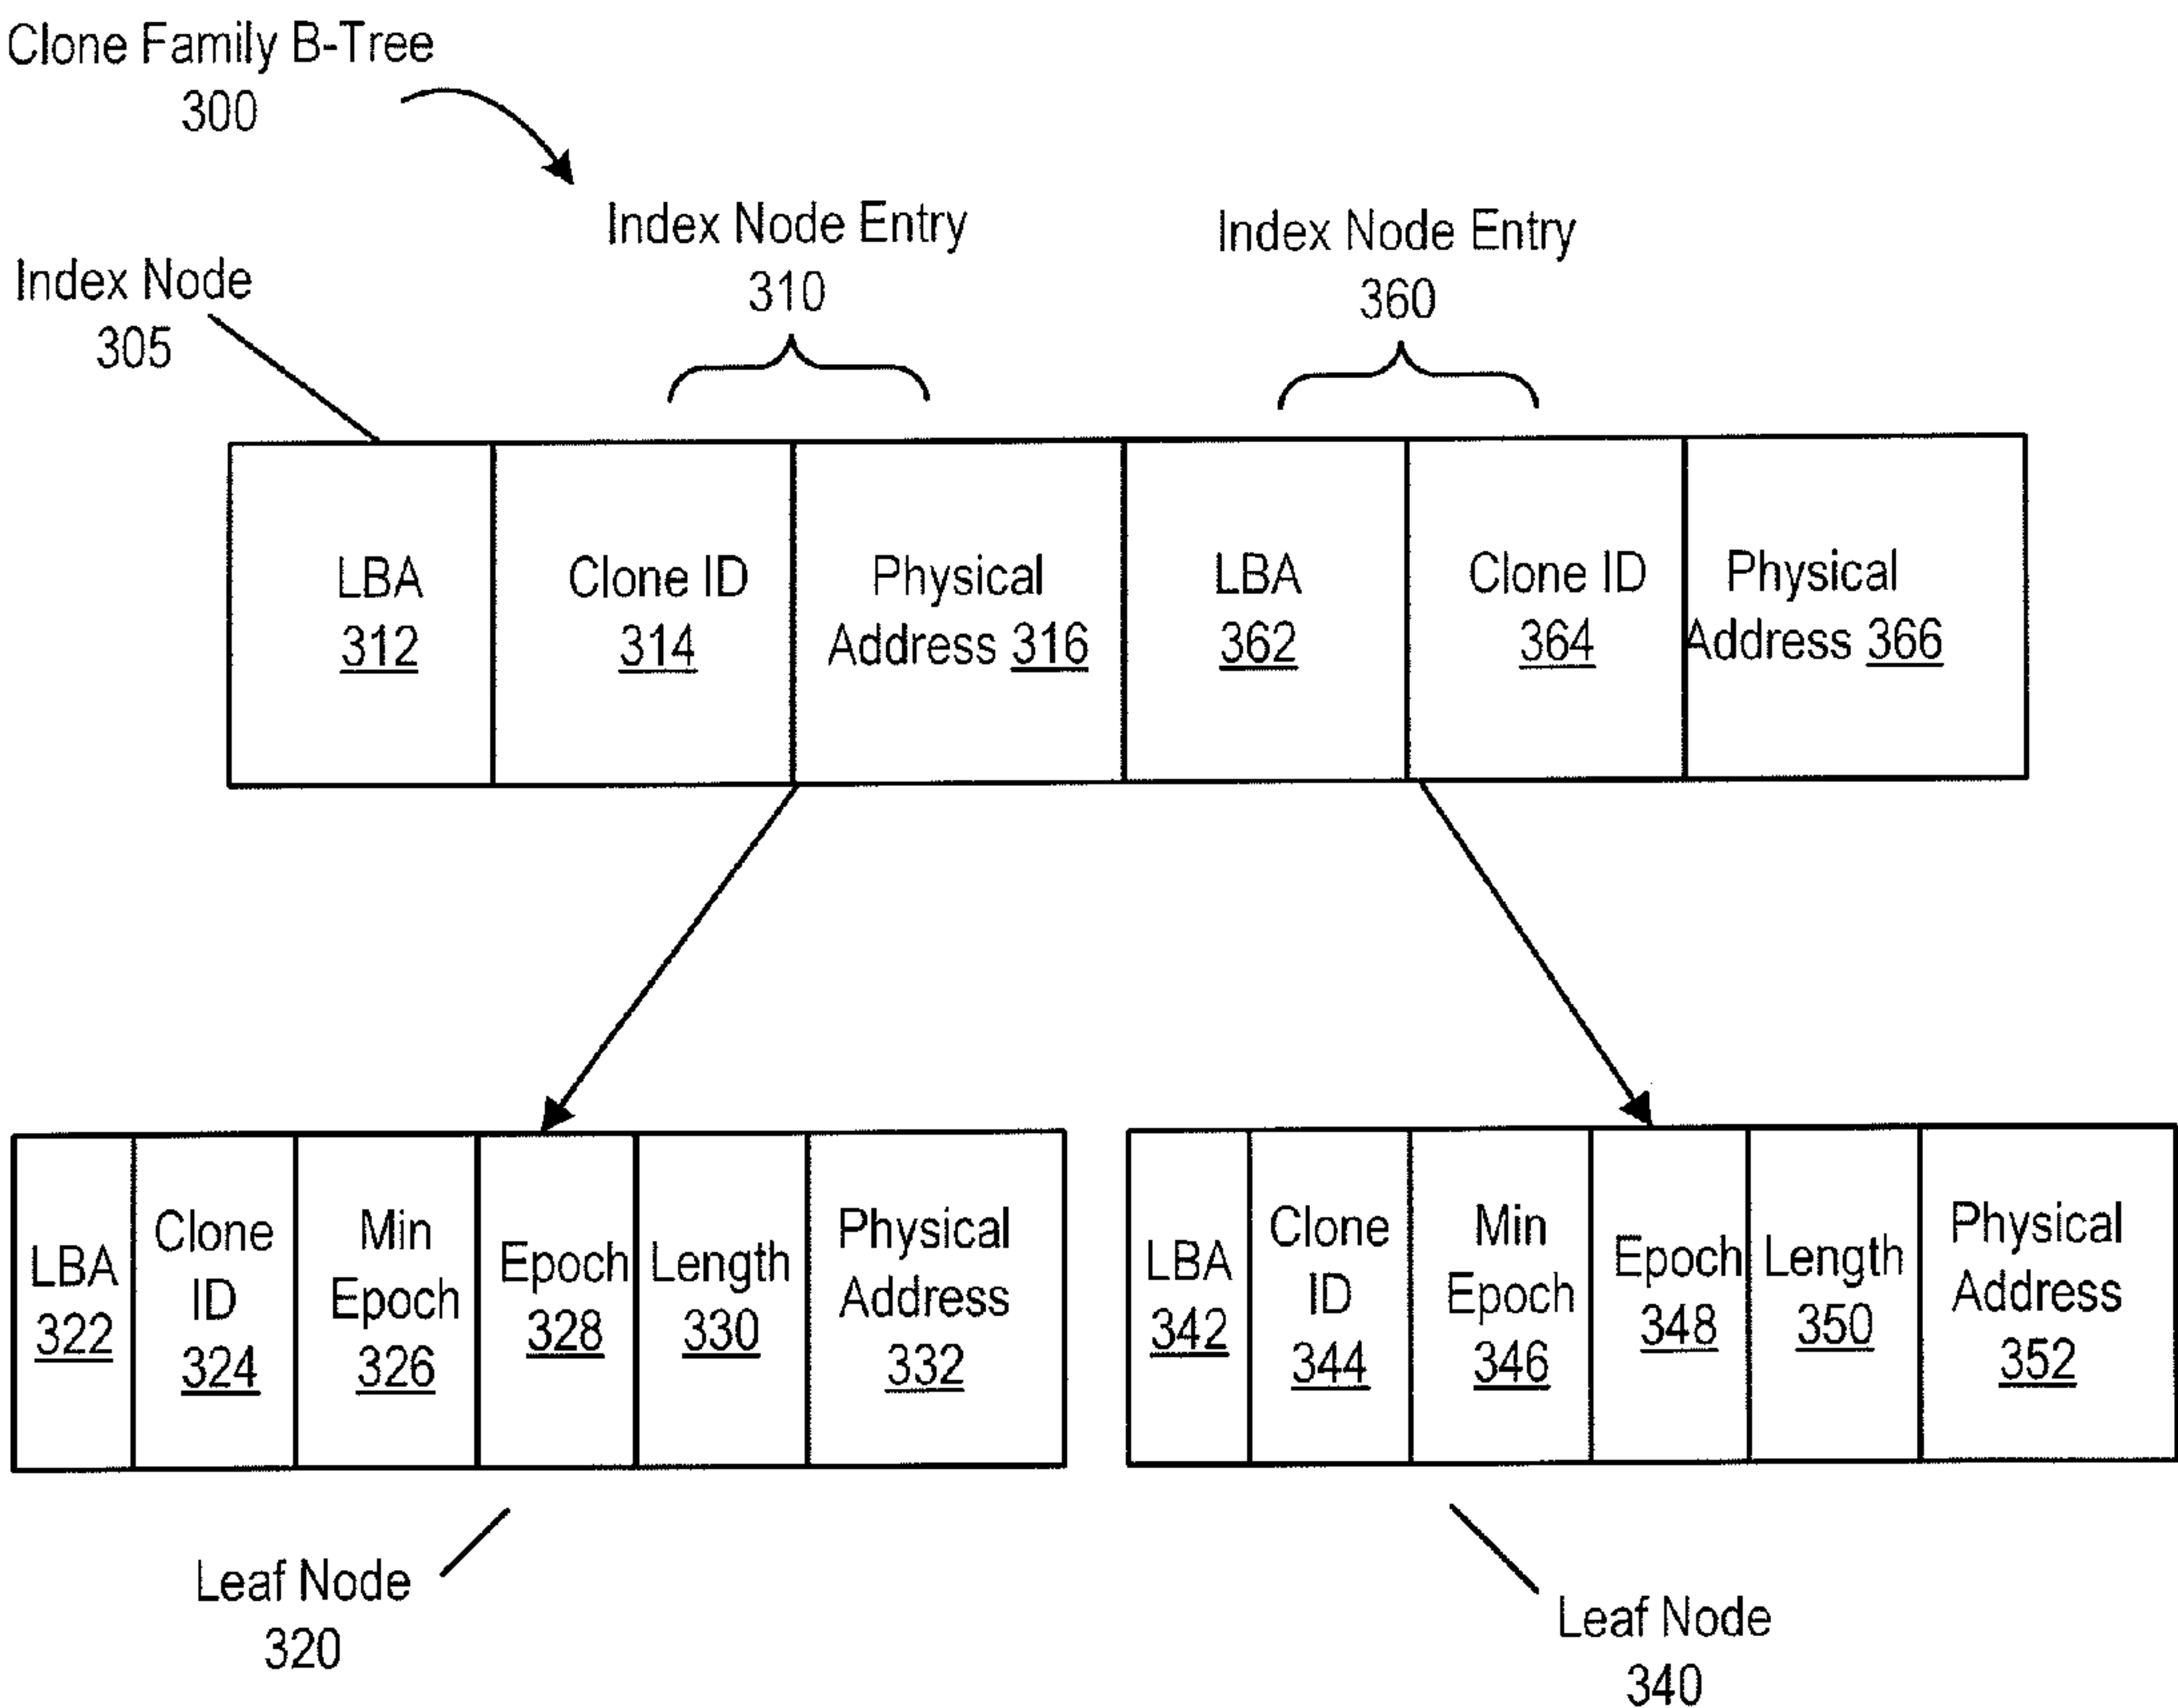 Clone Family B-Tree
300
Index Node Entry
310
Index Node Entry
360
Index Node
305
LBA
312
Clone ID
314
Physical
Address 316
LBA
362
Clone ID
364
Physical
Address 366
LBA
322
Clone
ID
324
Min
Epoch
326
Epoch
328
Length
330
Physical
Address
332
LBA
342
Clone
ID
344
Min
Epoch
346
Epoch
348
Length
350
Physical
Address
352
Leaf Node
320
Leaf Node
340